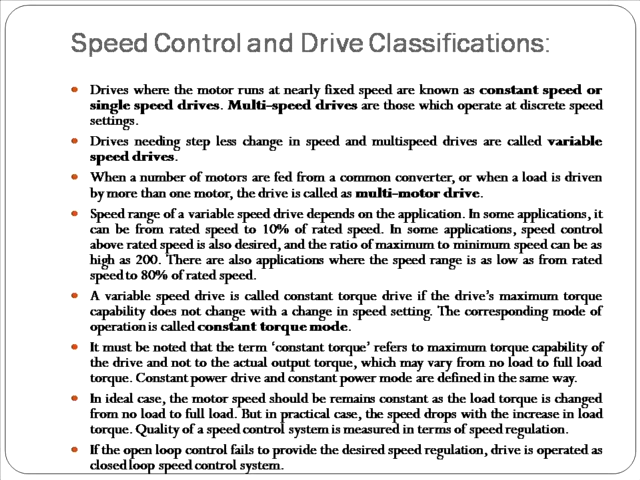 Speed Control and Drive Classifications:
Drives where the motor runs at nearly fixed speed are known as constant speed or
single speed drives. Multi-speed drives are those which operate at discrete speed
settings.
Drives needing step less change in speed and multispeed drives are called variable
speed drives.
When a number of motors are fed from a common converter, or when a load is driven
by more than one motor, the drive is called as multi-motor drive.
Speed range of a variable speed drive depends on the application. In some applications, it
can be from rated speed to 10% of rated speed. In some applications, speed control
above rated speed is also desired, and the ratio of maximum to minimum speed can be as
high as 200. There are also applications where the speed range is as low as from rated
speed to 80% of rated speed.
A variable speed drive is called constant torque drive if the drive's maximum torque
capability does not change with a change in speed setting. The corresponding mode of
operation is called constant torque mode.
It must be noted that the term ‘constant torque’ refers to maximum torque capability of
the drive and not to the actual output torque, which may vary from no load to full load
torque. Constant power drive and constant power mode are defined in the same way.
In ideal case, the motor speed should be remains constant as the load torque is changed
from no load to full load. But in practical case, the speed drops with the increase in load
torque. Quality of a speed control system is measured in terms of speed regulation.
If the open loop control fails to provide the desired speed regulation, drive is operated as
closed loop speed control system.